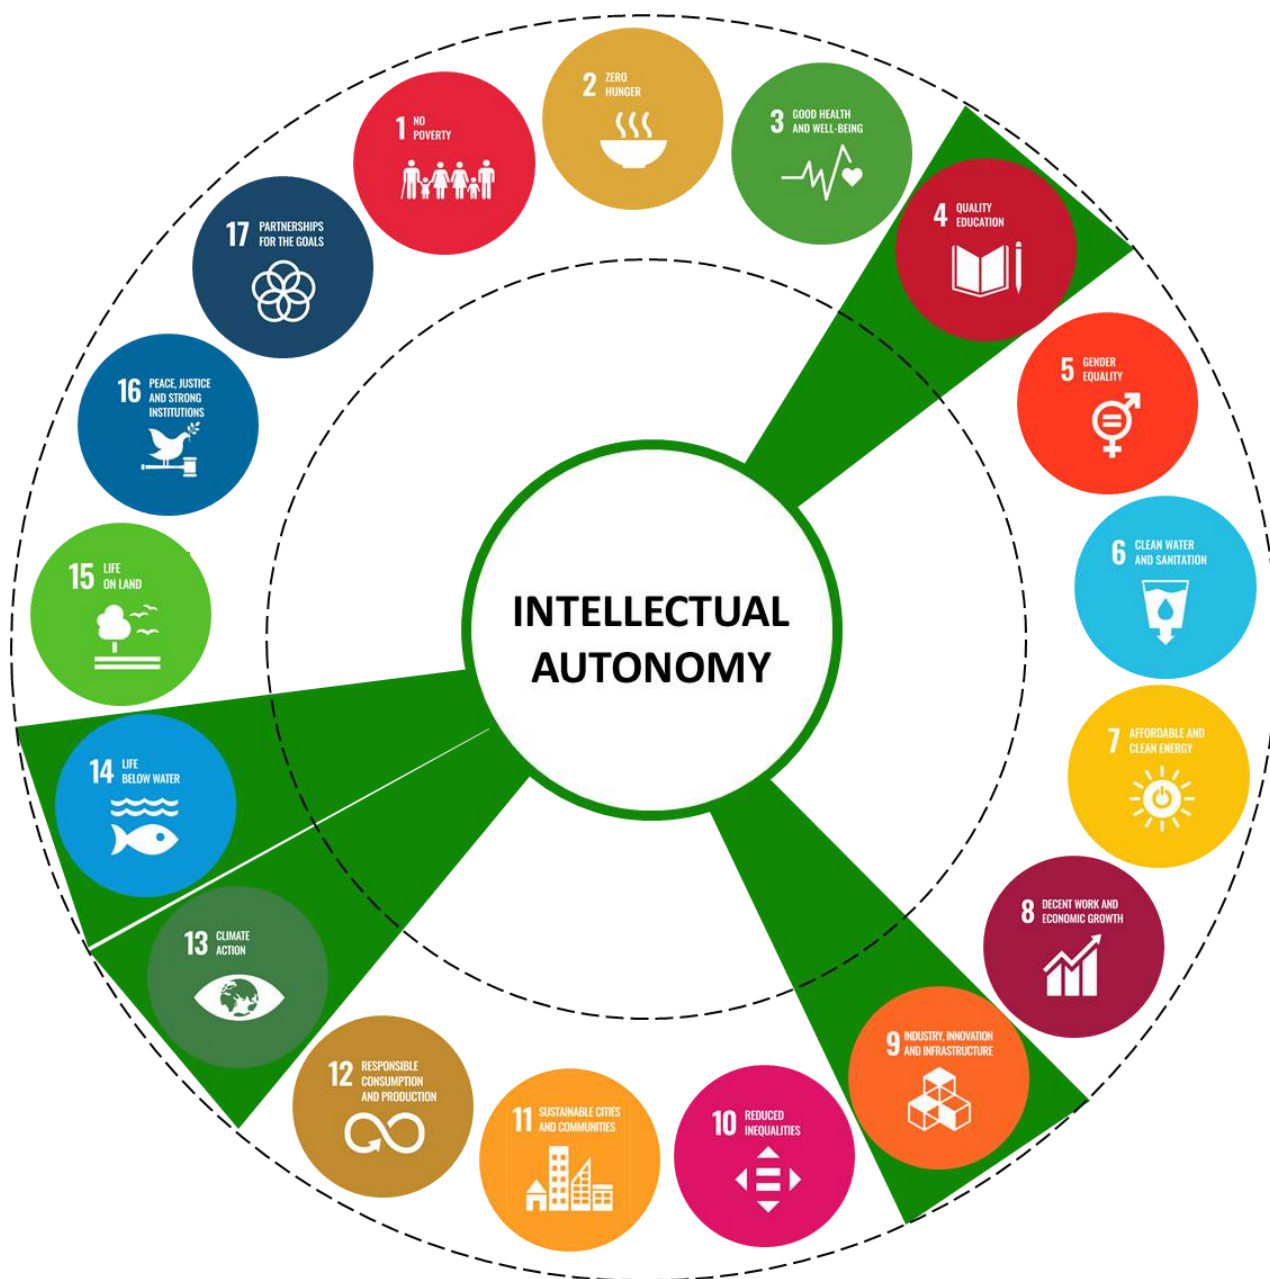 1 NO
POVERTY
2 ZERO
HUNGER
3 GOOD HEALTH
AND WELL-BEING
4 QUALITY
EDUCATION
5 GENDER
EQUALITY
6 CLEAN WATER
AND SANITATION
7 AFFORDABLE AND
CLEAN ENERGY
8 DECENT WORK AND
ECONOMIC GROWTH
9 INDUSTRY, INNOVATION
AND INFRASTRUCTURE
10 REDUCED
INEQUALITIES
11 SUSTAINABLE CITIES
AND COMMUNITIES
12 RESPONSIBLE
CONSUMPTION
AND PRODUCTION
13 CLIMATE
ACTION
14 LIFE
BELOW WATER
15 LIFE
ON LAND
16 PEACE, JUSTICE
AND STRONG
INSTITUTIONS
17 PARTNERSHIPS
FOR THE GOALS
INTELLECTUAL
AUTONOMY